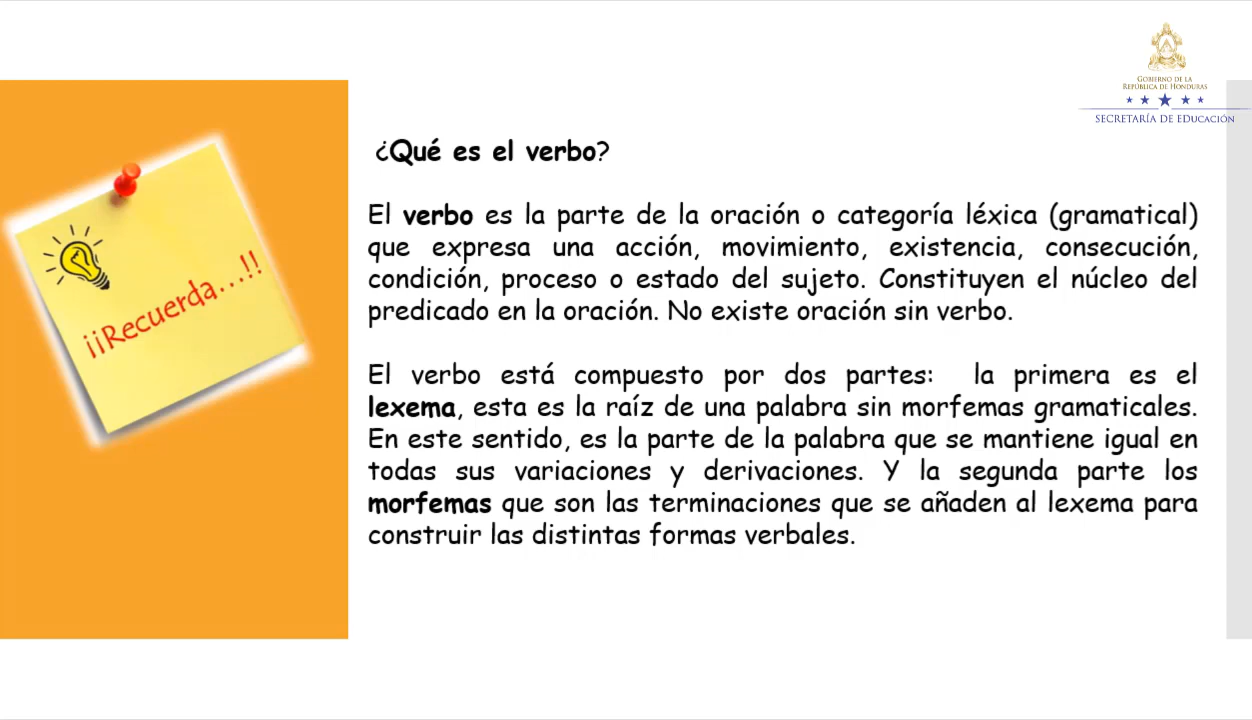 GOBIERNO DE LA
REPÚBLICA DE HONDURAS
SECRETARÍA DE EDUCACIÓN
¡¡Recuerda...!!
¿Qué es el verbo?
El verbo es la parte de la oración o categoría léxica (gramatical)
que expresa una acción, movimiento, existencia, consecución,
condición, proceso o estado del sujeto. Constituyen el núcleo del
predicado en la oración. No existe oración sin verbo.
El verbo está compuesto por dos partes: la primera es el
lexema, esta es la raíz de una palabra sin morfemas gramaticales.
En este sentido, es la parte de la palabra que se mantiene igual en
todas sus variaciones y derivaciones. Y la segunda parte los
morfemas que son las terminaciones que se añaden al lexema para
construir las distintas formas verbales.